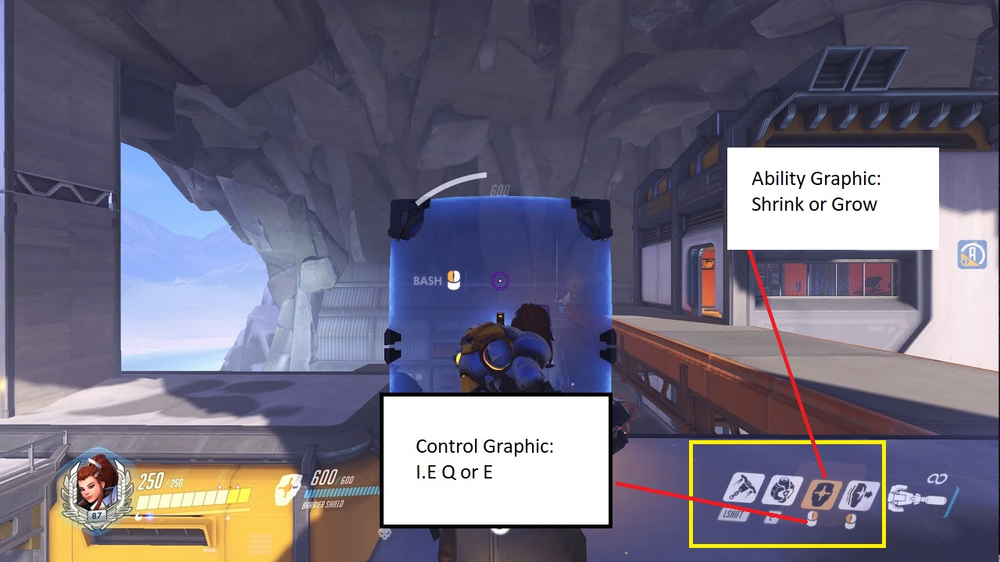 600
Ability Graphic:
Shrink or Grow
A
BASH
Control Graphic:
I.E Q or E
250 / 250
600 / 600
BARRIER SHIELD
87
LSHIFT